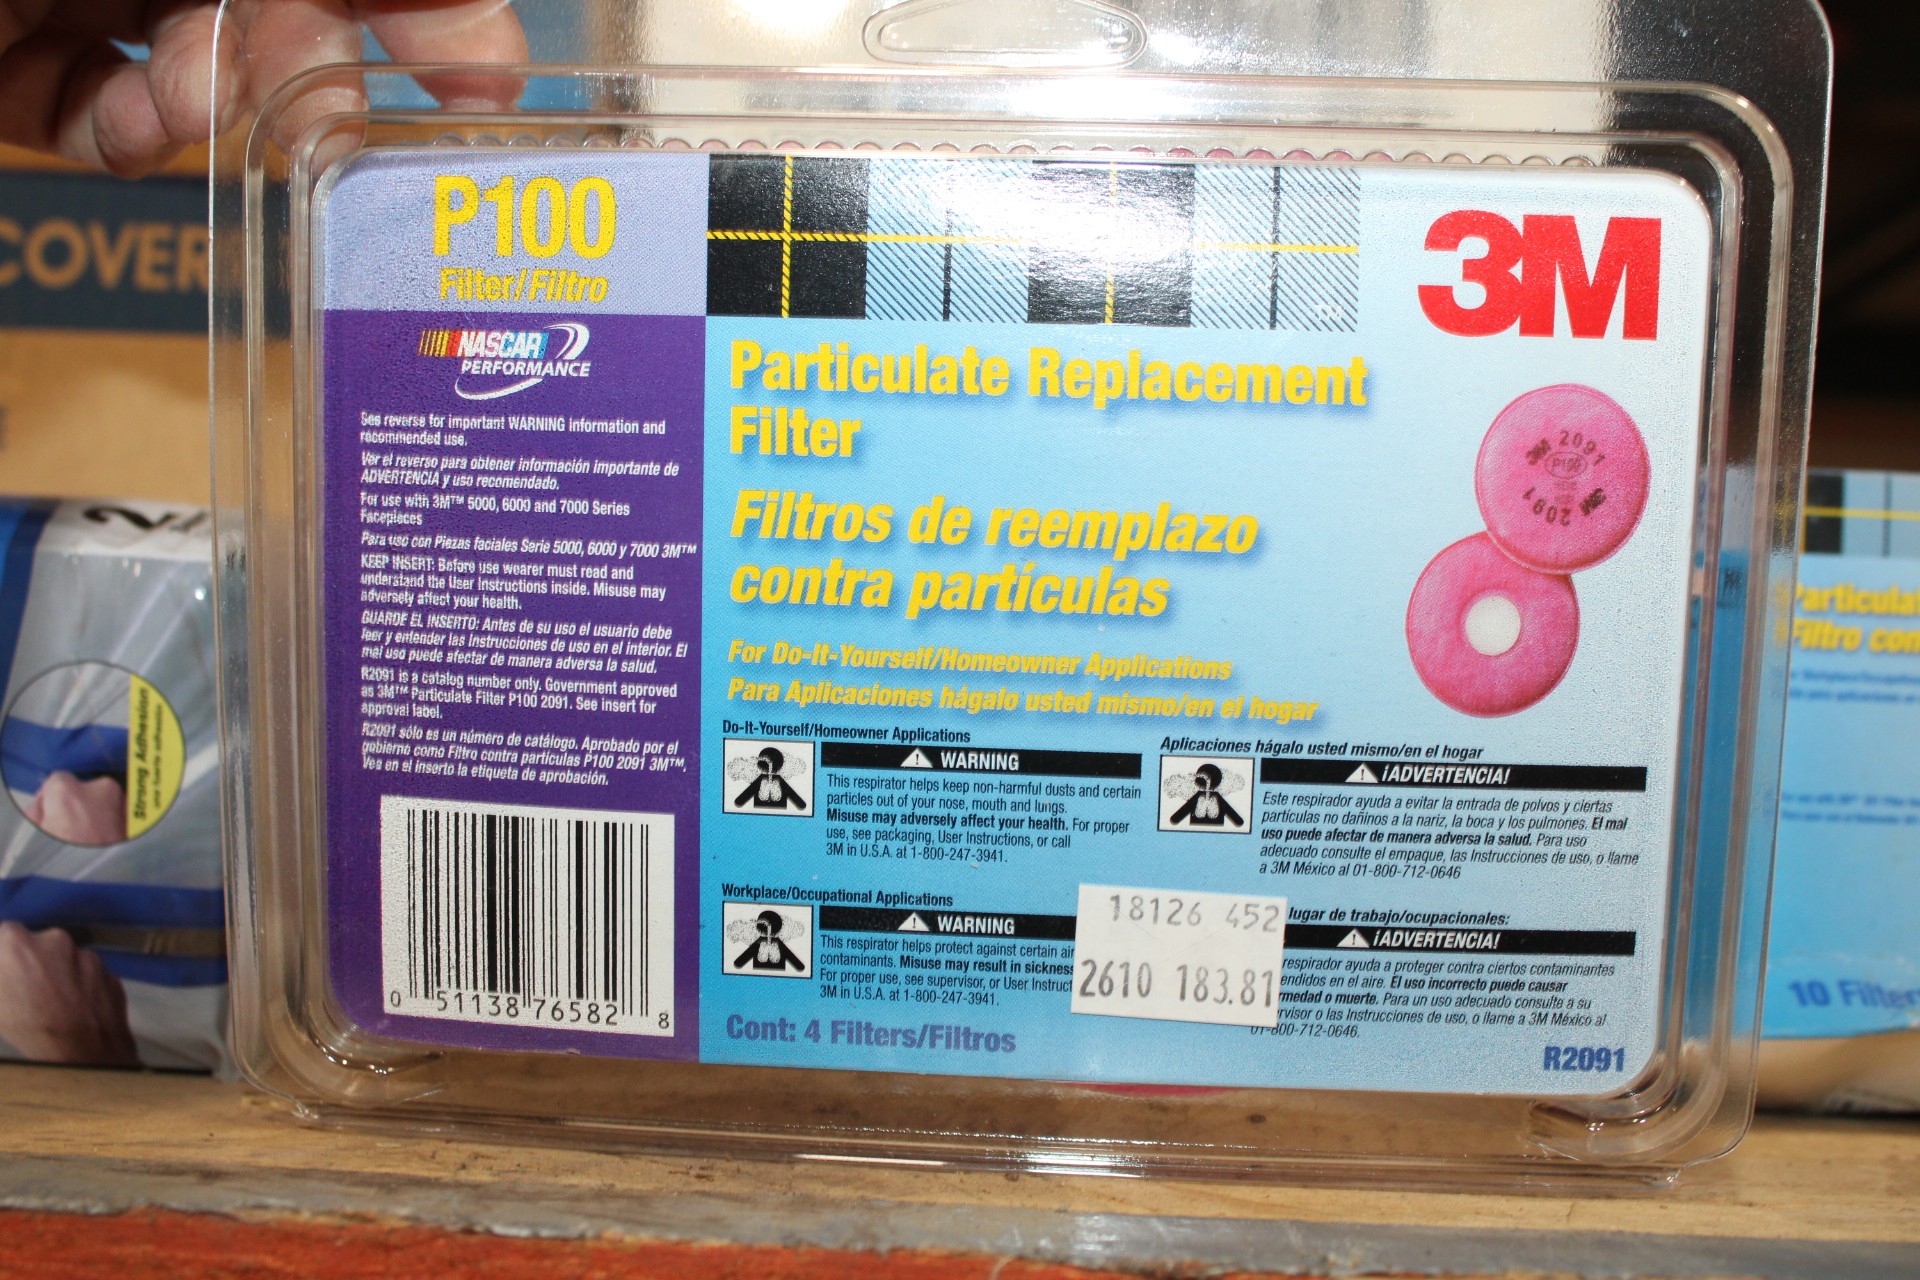 COVER
P100
Filter/Filtro
NASCAR
PERFORMANCE
See reverse for important WARNING Information and
recommended use.
Ver el reverso para obtener información importante de
ADVERTENCIA y uso recomendado.
For use with 3M™ 5000, 6000 and 7000 Series
Facepieces
Para uso con Piezas faciales Serie 5000, 6000 y 7000 3M™
KEEP INSERT: Before use wearer must read and
understand the User Instructions inside. Misuse may
adversely affect your health.
GUARDE EL INSERTO: Antes de su uso el usuario debe
leer y entender las Instrucciones de uso en el interior. El
mal uso puede afectar de manera adversa la salud.
R2091 is a catalog number only. Government approved
as 3M™ Particulate Filter P100 2091. See insert for
approval label.
R2091 sólo es un número de catálogo. Aprobado por el
gobierno como Filtro contra partículas P100 2091 3M™.
Vea en el inserto la etiqueta de aprobación.
0 51138 76582 8
3M
Particulate Replacement
Filter
Filtros de reemplazo
contra partículas
For Do-It-Yourself/Homeowner Applications
Para Aplicaciones hágalo usted mismo/en el hogar
3M 2091
P100
2091 3M
Do-It-Yourself/Homeowner Applications
WARNING
This respirator helps keep non-harmful dusts and certain
particles out of your nose, mouth and lungs.
Misuse may adversely affect your health. For proper
use, see packaging, User Instructions, or call
3M in U.S.A. at 1-800-247-3941.
Aplicaciones hágalo usted mismo/en el hogar
¡ADVERTENCIA!
Este respirador ayuda a evitar la entrada de polvos y ciertas
partículas no dañinos a la nariz, la boca y los pulmones. El mal
uso puede afectar de manera adversa la salud. Para uso
adecuado consulte el empaque, las Instrucciones de uso, o llame
a 3M México al 01-800-712-0646
Workplace/Occupational Applications
WARNING
This respirator helps protect against certain air
contaminants. Misuse may result in sickness
For proper use, see supervisor, or User Instruct
3M in U.S.A. at 1-800-247-3941.
18126 452
2610 183.81
lugar de trabajo/ocupacionales:
¡ADVERTENCIA!
respirador ayuda a proteger contra ciertos contaminantes
endidos en el aire. El uso incorrecto puede causar
rmedad o muerte. Para un uso adecuado consulte a su
rvisor o las Instrucciones de uso, o llame a 3M México al
01-800-712-0646.
Cont: 4 Filters/Filtros
R2091
Strong Adhesion
Particula
Filtro con
10 Filters